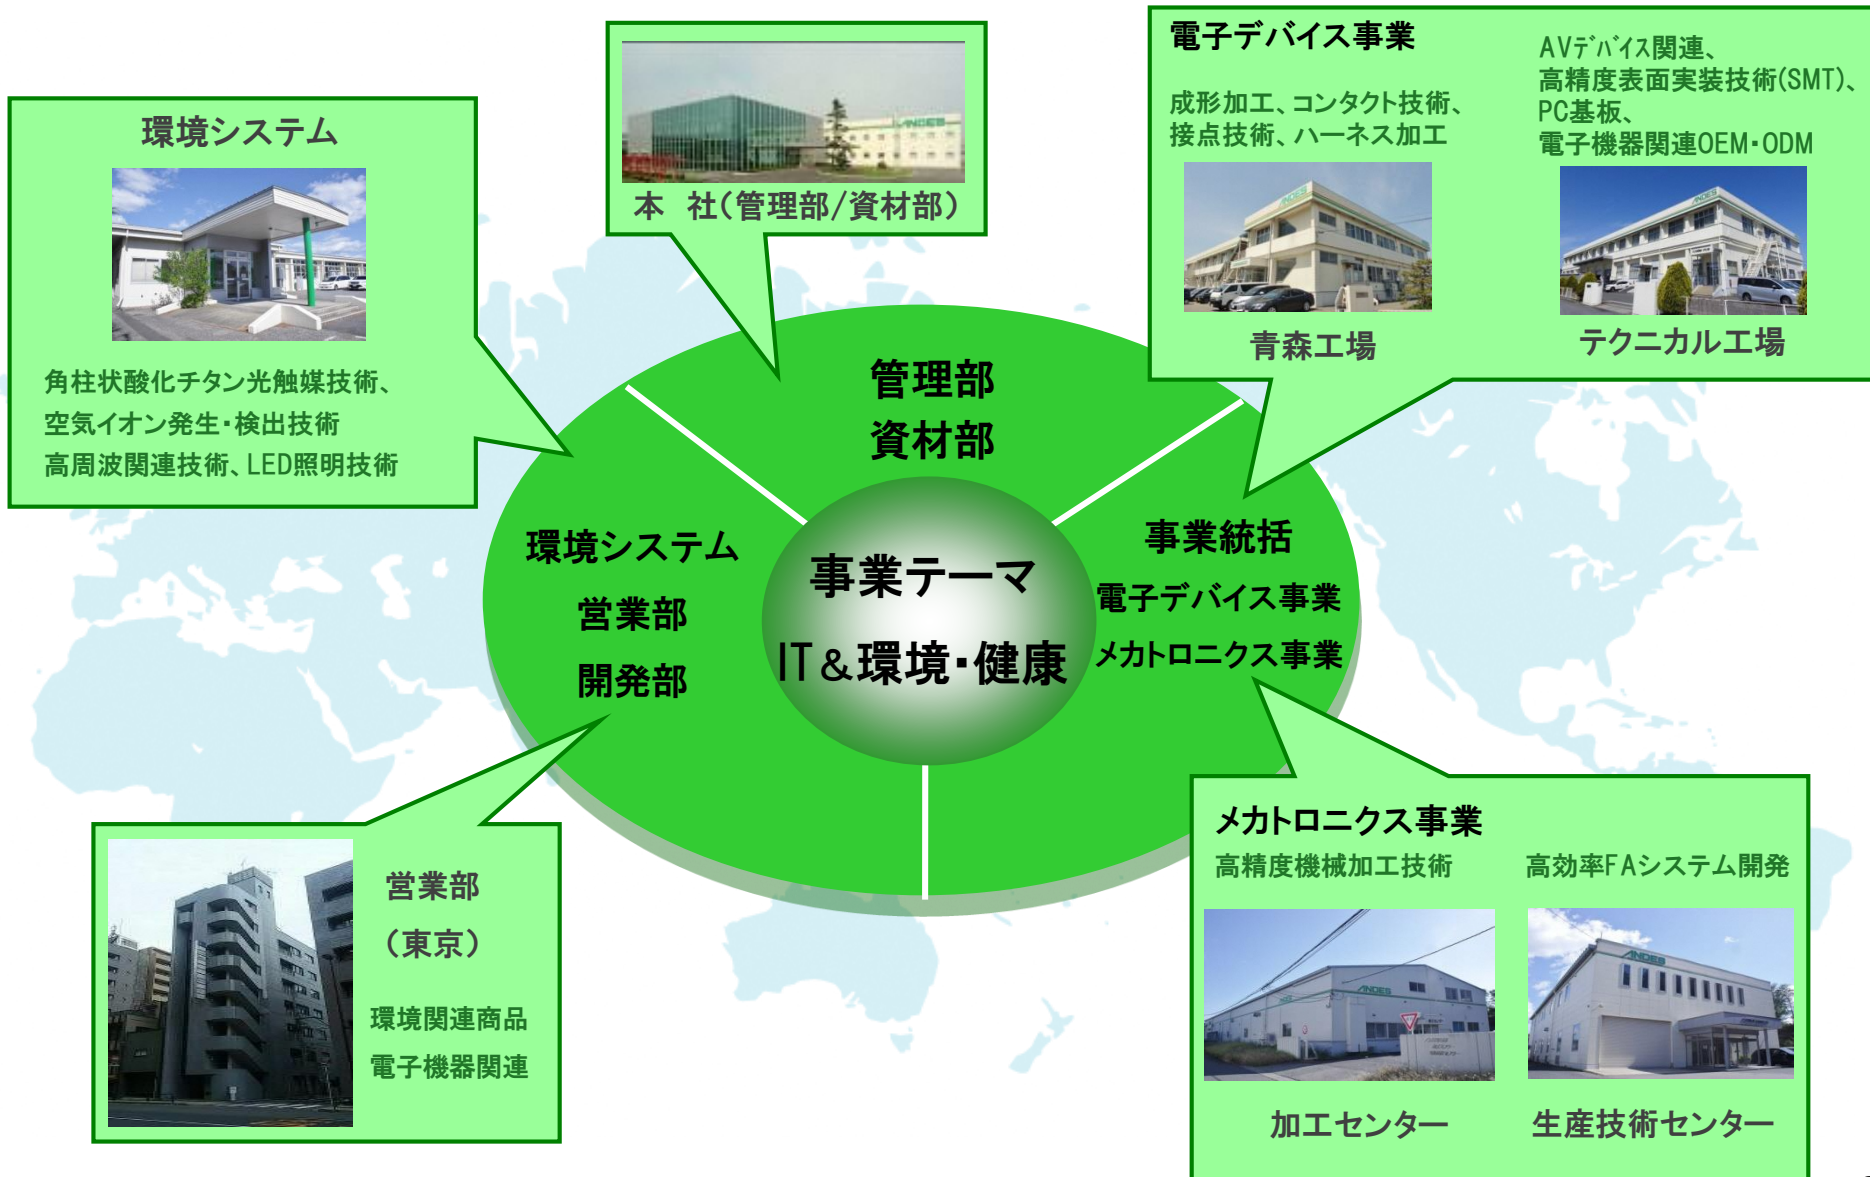 環境システム
角柱状酸化チタン光触媒技術、
空気イオン発生・検出技術
高周波関連技術、LED照明技術
ANDES
本　社（管理部/資材部）
電子デバイス事業
成形加工、コンタクト技術、
接点技術、ハーネス加工
ANDES
青森工場
AVﾃﾞﾊﾞｲｽ関連、
高精度表面実装技術(SMT)、
PC基板、
電子機器関連OEM・ODM
ANDES
テクニカル工場
管理部
資材部
環境システム
営業部
開発部
事業テーマ
IT＆環境・健康
事業統括
電子デバイス事業
メカトロニクス事業
営業部
（東京）
環境関連商品
電子機器関連
メカトロニクス事業
高精度機械加工技術
ANDES
加工センター
高効率FAシステム開発
ANDES
生産技術センター